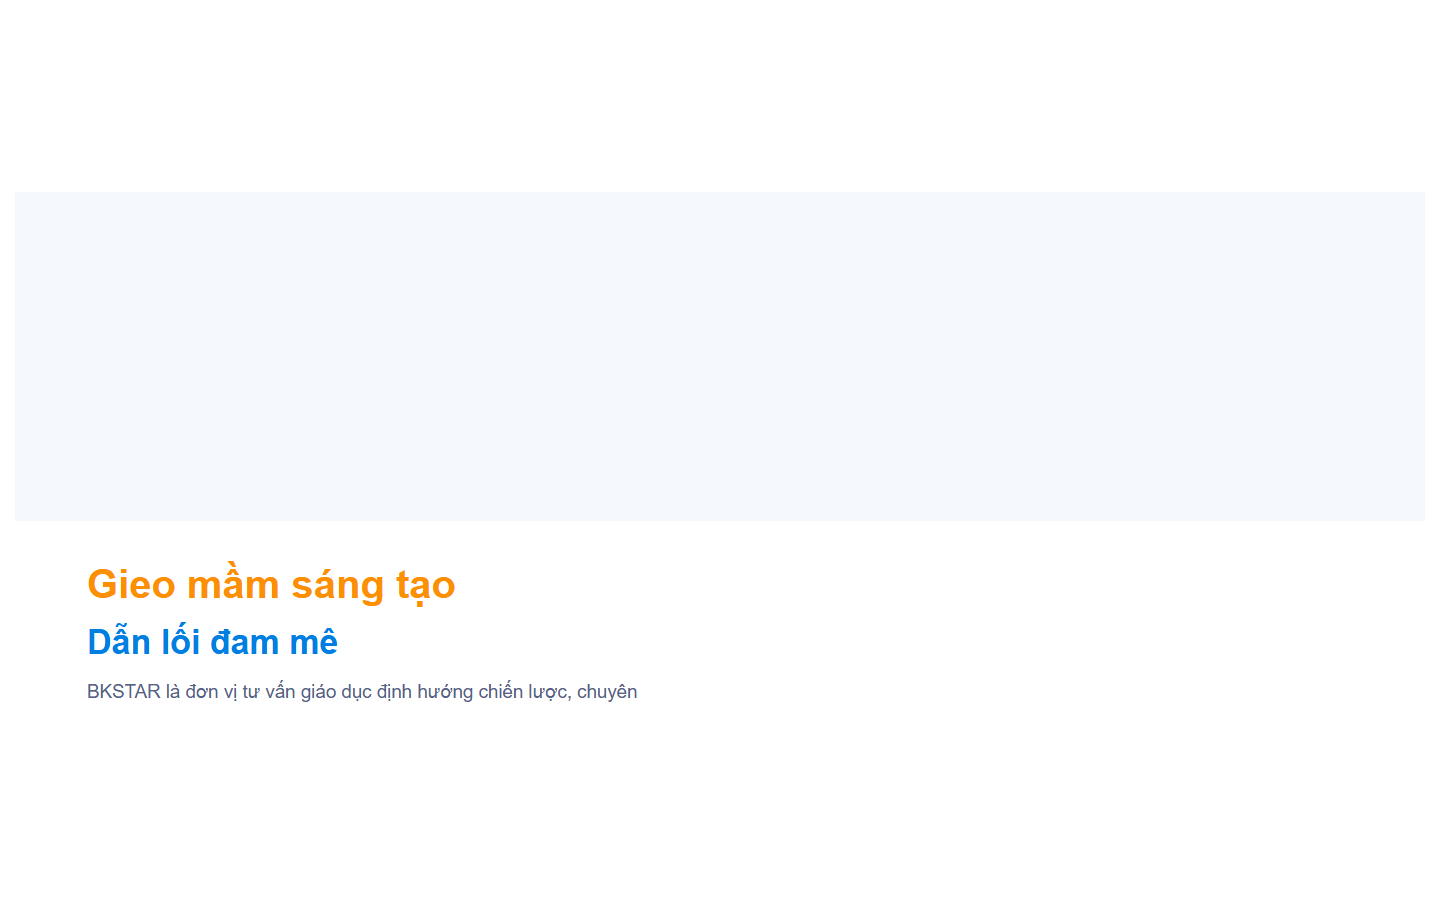 Gieo mầm sáng tạo
Dẫn lối đam mê
BKSTAR là đơn vị tư vấn giáo dục định hướng chiến lược, chuyên